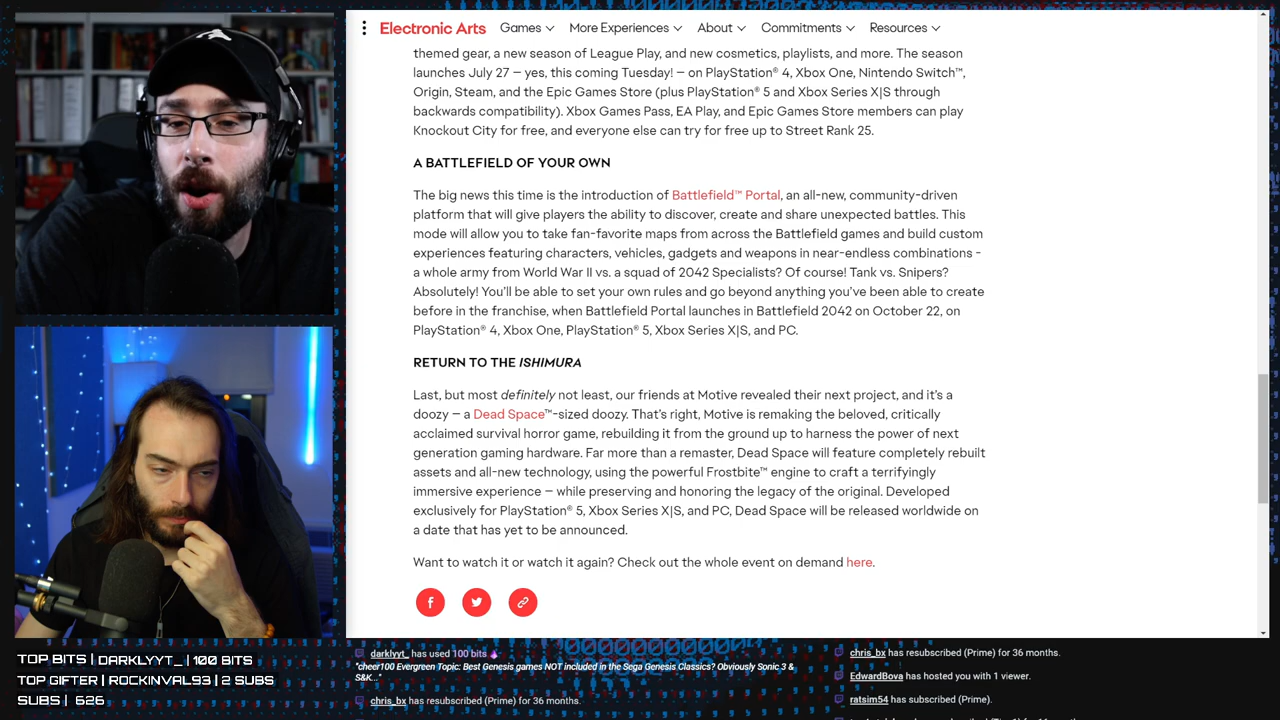 Electronic Arts Games More Experiences About Commitments Resources
themed gear, a new season of League Play, and new cosmetics, playlists, and more. The season
launches July 27 – yes, this coming Tuesday! – on PlayStation® 4, Xbox One, Nintendo Switch™,
Origin, Steam, and the Epic Games Store (plus PlayStation® 5 and Xbox Series X|S through
backwards compatibility). Xbox Games Pass, EA Play, and Epic Games Store members can play
Knockout City for free, and everyone else can try for free up to Street Rank 25.
A BATTLEFIELD OF YOUR OWN
The big news this time is the introduction of Battlefield™ Portal, an all-new, community-driven
platform that will give players the ability to discover, create and share unexpected battles. This
mode will allow you to take fan-favorite maps from across the Battlefield games and build custom
experiences featuring characters, vehicles, gadgets and weapons in near-endless combinations -
a whole army from World War II vs. a squad of 2042 Specialists? Of course! Tank vs. Snipers?
Absolutely! You’ll be able to set your own rules and go beyond anything you’ve been able to create
before in the franchise, when Battlefield Portal launches in Battlefield 2042 on October 22, on
PlayStation® 4, Xbox One, PlayStation® 5, Xbox Series X|S, and PC.
RETURN TO THE ISHIMURA
Last, but most definitely not least, our friends at Motive revealed their next project, and it’s a
doozy – a Dead Space™-sized doozy. That’s right, Motive is remaking the beloved, critically
acclaimed survival horror game, rebuilding it from the ground up to harness the power of next
generation gaming hardware. Far more than a remaster, Dead Space will feature completely rebuilt
assets and all-new technology, using the powerful Frostbite™ engine to craft a terrifyingly
immersive experience – while preserving and honoring the legacy of the original. Developed
exclusively for PlayStation® 5, Xbox Series X|S, and PC, Dead Space will be released worldwide on
a date that has yet to be announced.
Want to watch it or watch it again? Check out the whole event on demand here.
TOP BITS | DARKLYYT_ | 100 BITS
TOP GIFTER | ROCKINVAL93 | 2 SUBS
SUBS | 626
darklyyt_ has used 100 bits
"cheer100 Evergreen Topic: Best Genesis games NOT included in the Sega Genesis Classics? Obviously Sonic 3 &
S&K..."
chris_bx has resubscribed (Prime) for 36 months.
chris_bx has resubscribed (Prime) for 36 months.
EdwardBova has hosted you with 1 viewer.
ratsim54 has subscribed (Prime).